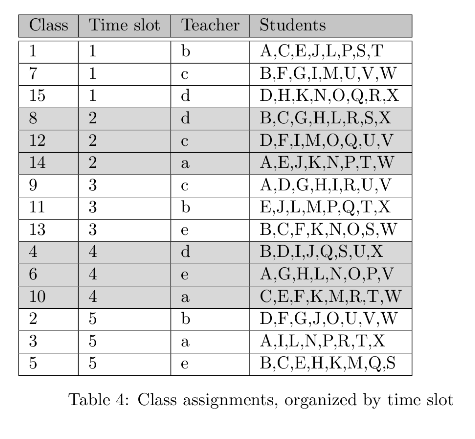 Class Time slot Teacher Students
1 1 b A,C,E,J,L,P,S,T
7 1 c B,F,G,I,M,U,V,W
15 1 d D,H,K,N,O,Q,R,X
8 2 d B,C,G,H,L,R,S,X
12 2 c D,F,I,M,O,Q,U,V
14 2 a A,E,J,K,N,P,T,W
9 3 c A,D,G,H,I,R,U,V
11 3 b E,J,L,M,P,Q,T,X
13 3 e B,C,F,K,N,O,S,W
4 4 d B,D,I,J,Q,S,U,X
6 4 e A,G,H,L,N,O,P,V
10 4 a C,E,F,K,M,R,T,W
2 5 b D,F,G,J,O,U,V,W
3 5 a A,I,L,N,P,R,T,X
5 5 e B,C,E,H,K,M,Q,S
Table 4: Class assignments, organized by time slot